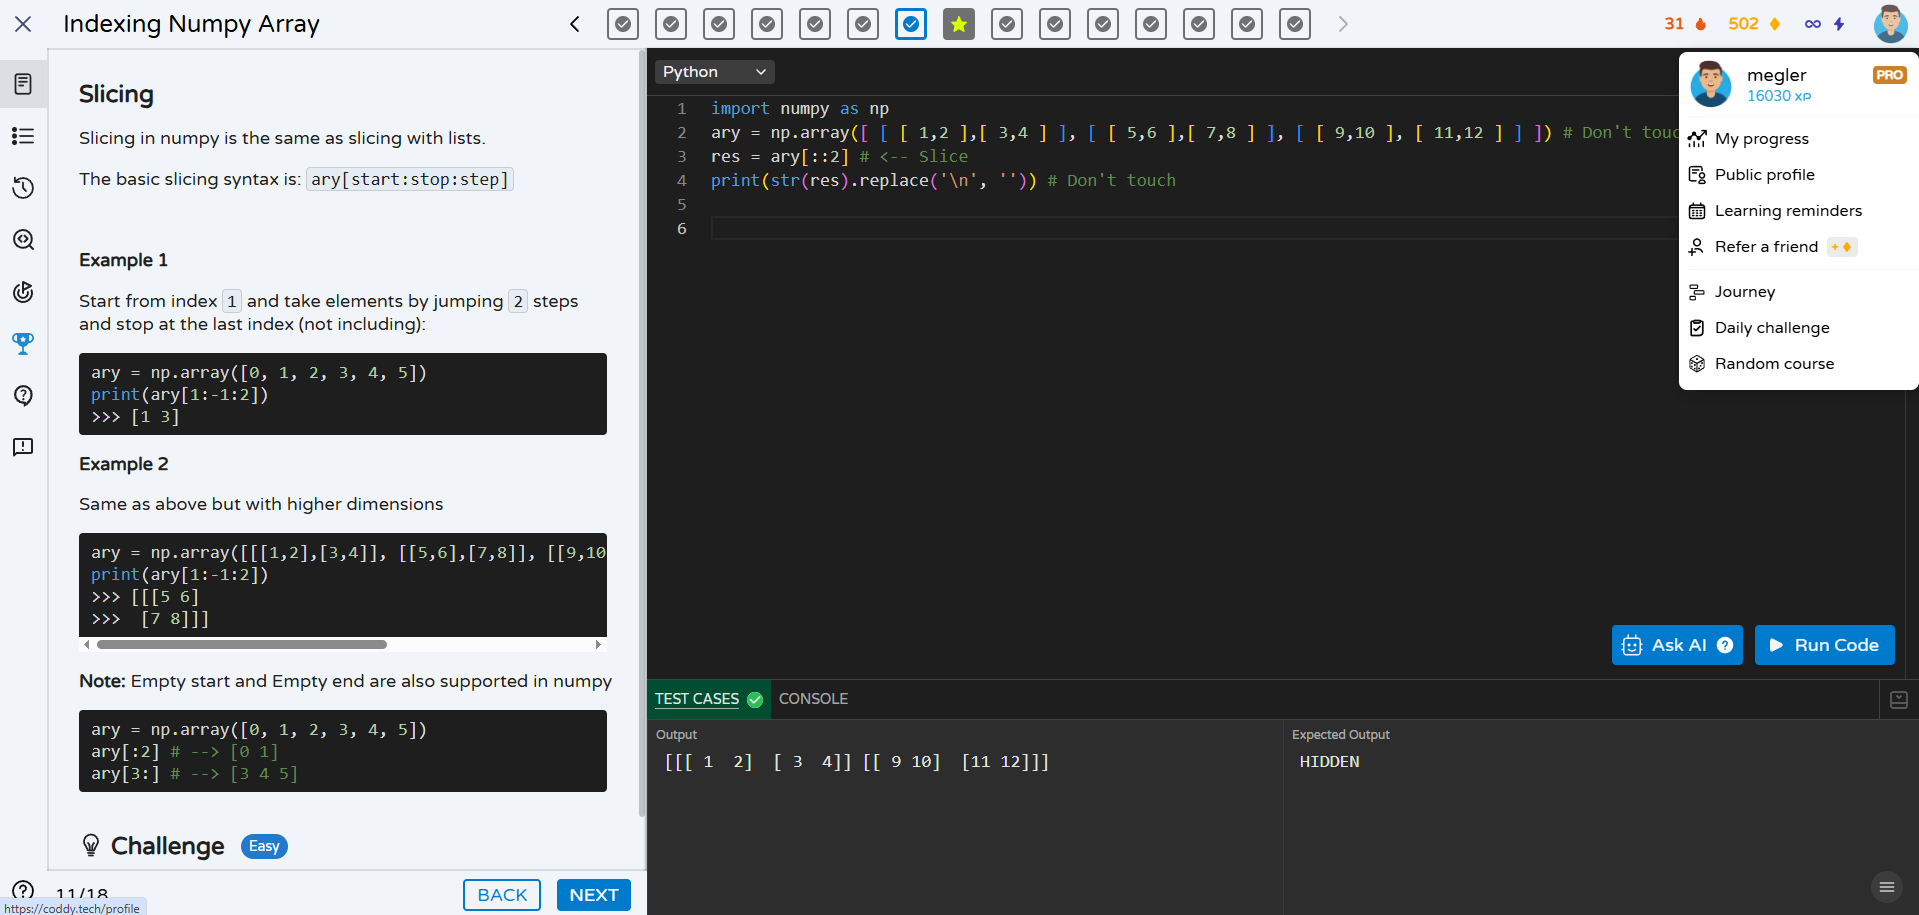 Indexing Numpy Array
31
502
∞
Slicing
Slicing in numpy is the same as slicing with lists.
The basic slicing syntax is: ary[start:stop:step]
Example 1
Start from index 1 and take elements by jumping 2 steps
and stop at the last index (not including):
ary = np.array([0, 1, 2, 3, 4, 5])
print(ary[1:-1:2])
>>> [1 3]
Example 2
Same as above but with higher dimensions
ary = np.array([[[1,2],[3,4]], [[5,6],[7,8]], [[9,10
print(ary[1:-1:2])
>>> [[[5 6]
>>>  [7 8]]]
Note: Empty start and Empty end are also supported in numpy
ary = np.array([0, 1, 2, 3, 4, 5])
ary[:2] # --> [0 1]
ary[3:] # --> [3 4 5]
Challenge Easy
11/18
BACK
NEXT
https://coddy.tech/profile
Python
1 import numpy as np
2 ary = np.array([ [ [ 1,2 ],[ 3,4 ] ], [ [ 5,6 ],[ 7,8 ] ], [ [ 9,10 ], [ 11,12 ] ] ]) # Don't touc
3 res = ary[::2] # <-- Slice
4 print(str(res).replace('\n', '')) # Don't touch
5
6
megler
PRO
16030 XP
My progress
Public profile
Learning reminders
Refer a friend +
Journey
Daily challenge
Random course
Ask AI ?
Run Code
TEST CASES
CONSOLE
Output
[[[ 1  2]  [ 3  4]] [[ 9 10]  [11 12]]]
Expected Output
HIDDEN